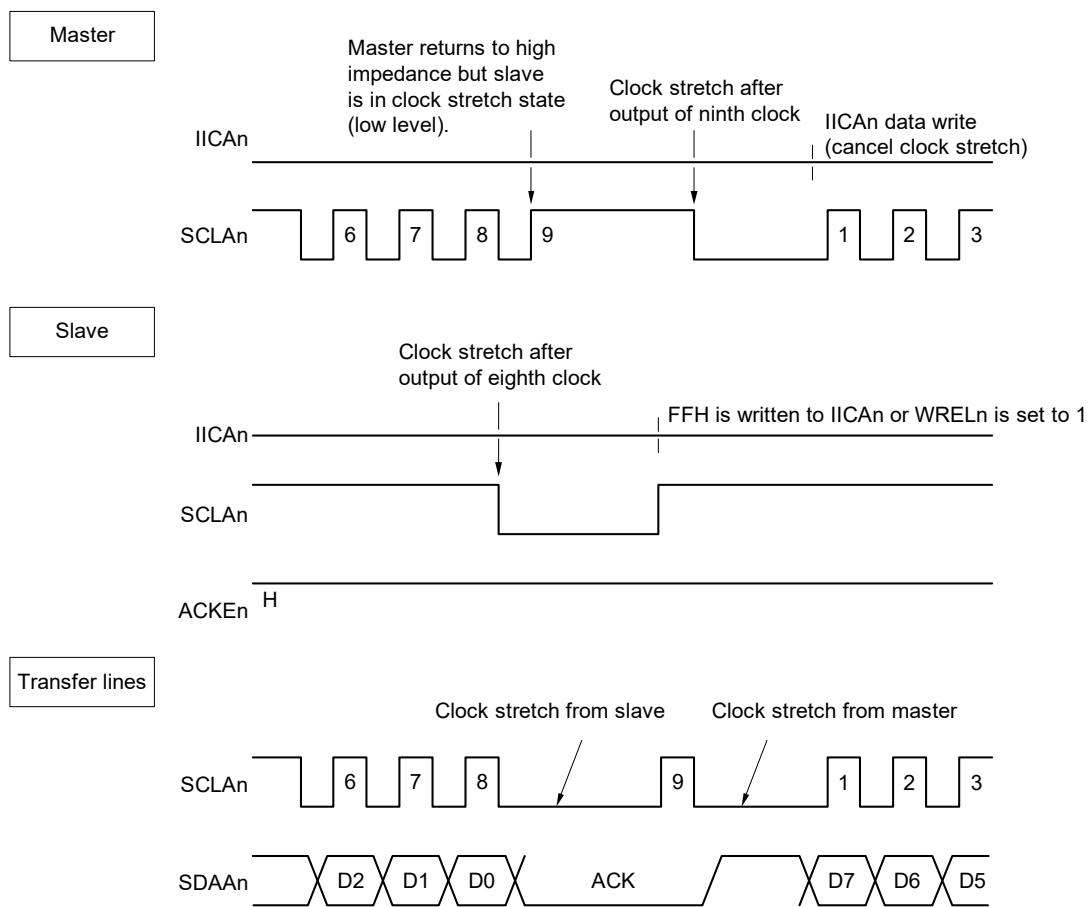 Master
Master returns to high
impedance but slave
is in clock stretch state
(low level).
Clock stretch after
output of ninth clock
IICAn data write
(cancel clock stretch)
IICAn
SCLAn
6 7 8 9 1 2 3
Slave
Clock stretch after
output of eighth clock
FFH is written to IICAn or WRELn is set to 1
IICAn
SCLAn
ACKEn H
Transfer lines
Clock stretch from slave Clock stretch from master
SCLAn 6 7 8 9 1 2 3
SDAAn D2 D1 D0 ACK D7 D6 D5